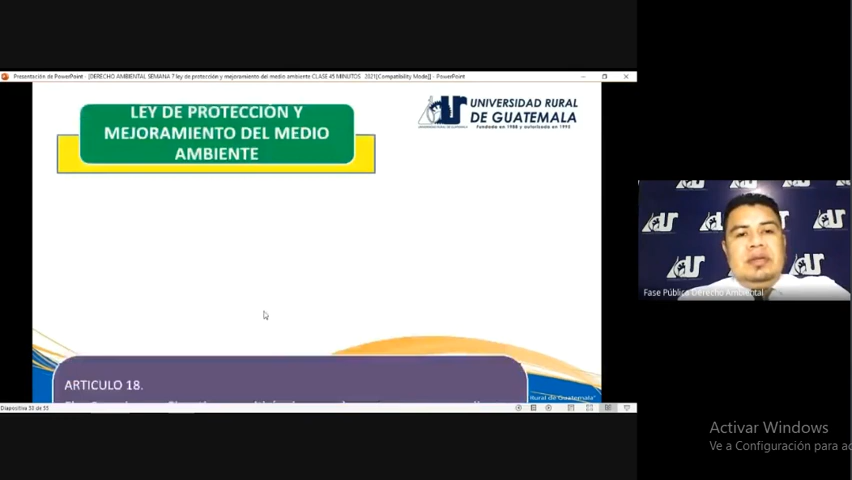 Presentación de PowerPoint - [DERECHO AMBIENTAL SEMANA 7 ley de protección y mejoramiento del medio ambiente CLASE 45 MINUTOS 2021[Compatibility Mode]] - PowerPoint
LEY DE PROTECCIÓN Y
MEJORAMIENTO DEL MEDIO
AMBIENTE
UNIVERSIDAD RURAL
DE GUATEMALA
Fundada en 1988 y autorizada en 1995
Fase Pública Derecho Ambiental
ARTICULO 18.
Rural de Guatemala"
Diapositiva 50 de 55
Activar Windows
Ve a Configuración para ac